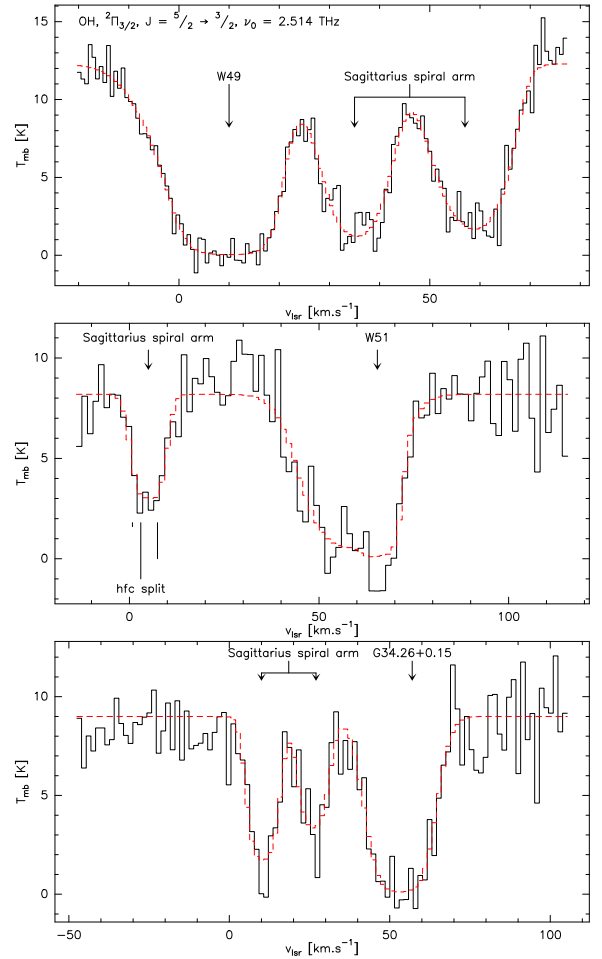 OH, ²Π₃/₂, J = ⁵/₂ → ³/₂, ν₀ = 2.514 THz
W49
Sagittarius spiral arm
15
10
5
0
Tmb [K]
0 50
vlsr [km.s⁻¹]
Sagittarius spiral arm
W51
10
5
0
Tmb [K]
hfc split
0 50 100
vlsr [km.s⁻¹]
Sagittarius spiral arm G34.26+0.15
10
5
0
Tmb [K]
−50 0 50 100
vlsr [km.s⁻¹]